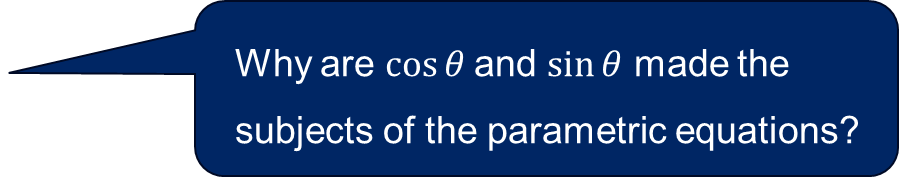 Why are cos θ and sin θ made the
subjects of the parametric equations?